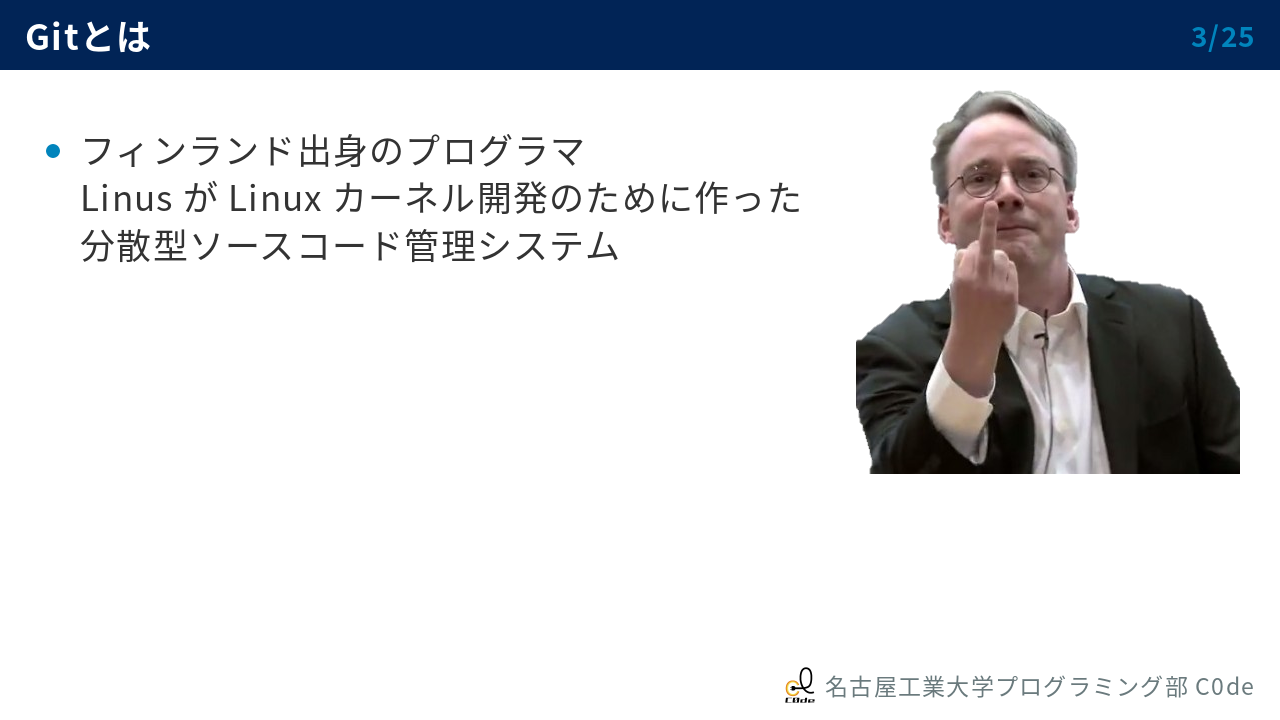 Gitとは
3/25
フィンランド出身のプログラマ
Linus が Linux カーネル開発のために作った
分散型ソースコード管理システム
C0de
名古屋工業大学プログラミング部 C0de